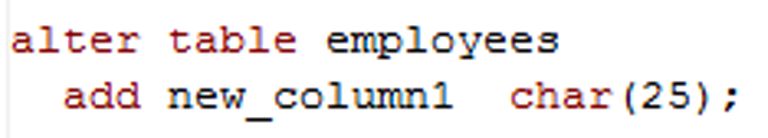 alter table employees
  add new_column1  char(25);